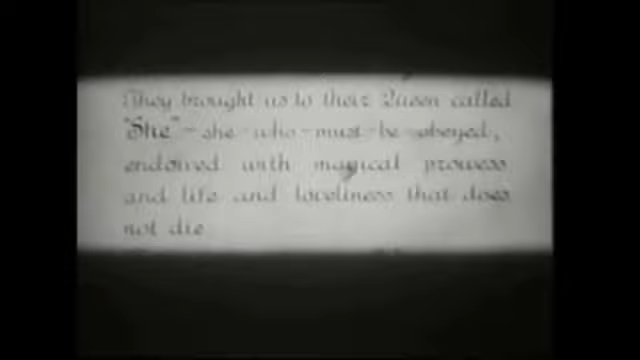 They brought us to their Queen called
"She" - she - who - must - be - obeyed,
endowed with magical prowess
and life and loveliness that does
not die